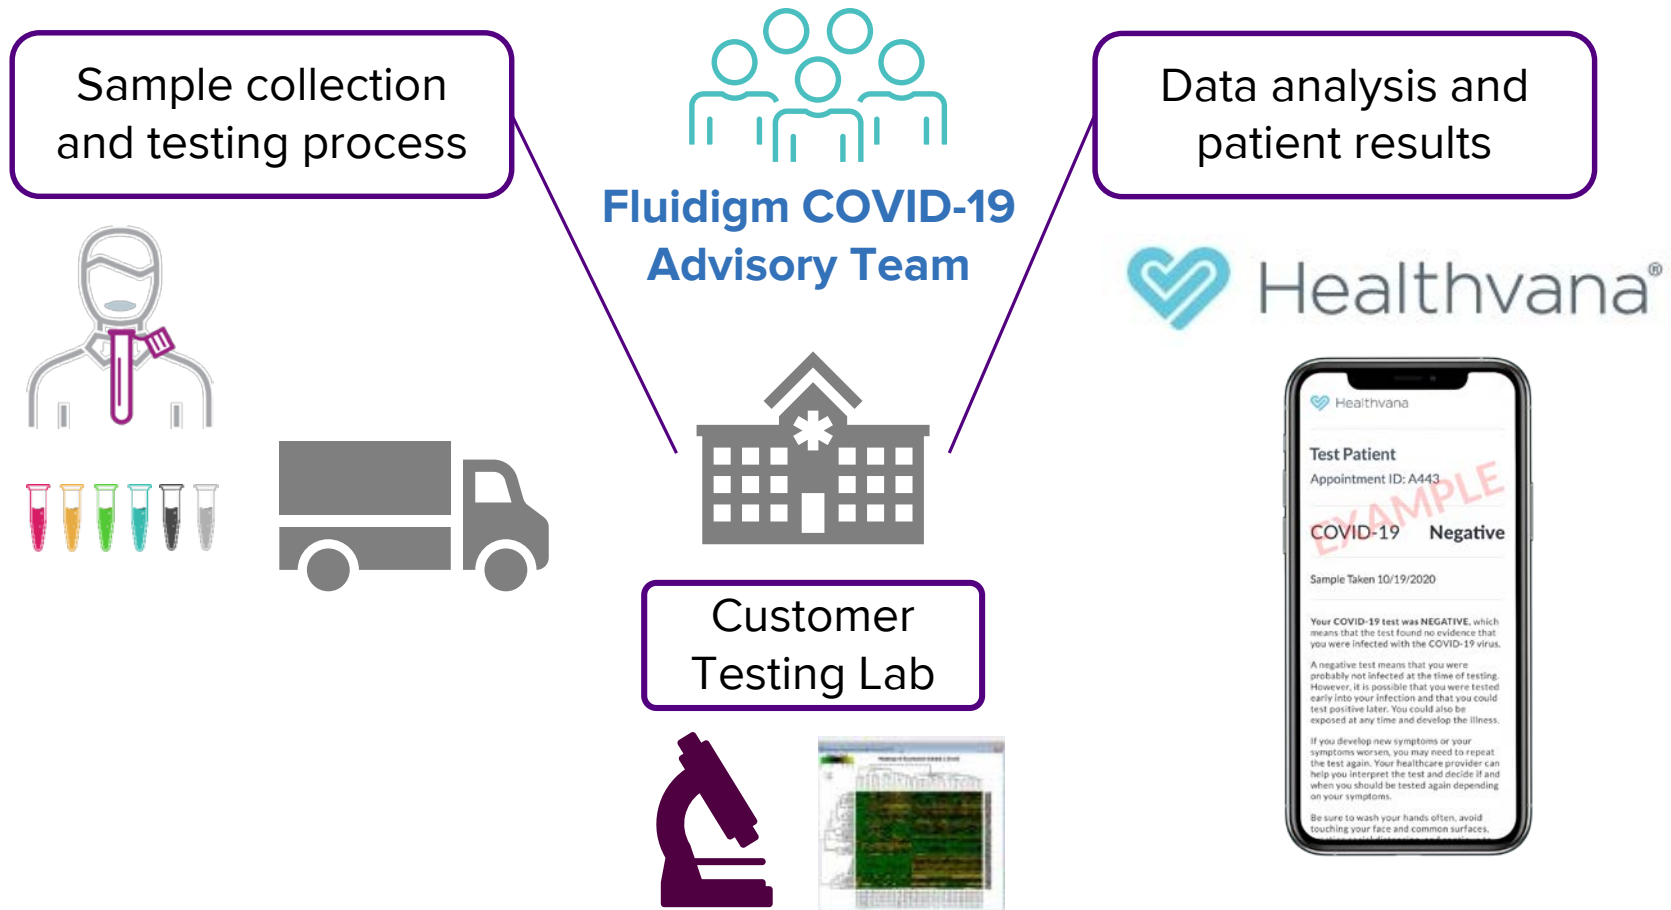 Sample collection
and testing process
Fluidigm COVID-19
Advisory Team
Data analysis and
patient results
Healthvana®
Customer
Testing Lab
Healthvana
Test Patient
Appointment ID: A443
EXAMPLE
COVID-19 Negative
Sample Taken 10/19/2020
Your COVID-19 test was NEGATIVE, which
means that the test found no evidence that
you were infected with the COVID-19 virus.
A negative test means that you were
probably not infected at the time of testing.
However, it is possible that you were tested
early into your infection and that you could
test positive later. You could also be
exposed at any time and develop the illness.
If you develop new symptoms or your
symptoms worsen, you may need to repeat
the test again. Your healthcare provider can
help you interpret the test and decide if and
when you should be tested again depending
on your symptoms.
Be sure to wash your hands often, avoid
touching your face and common surfaces,